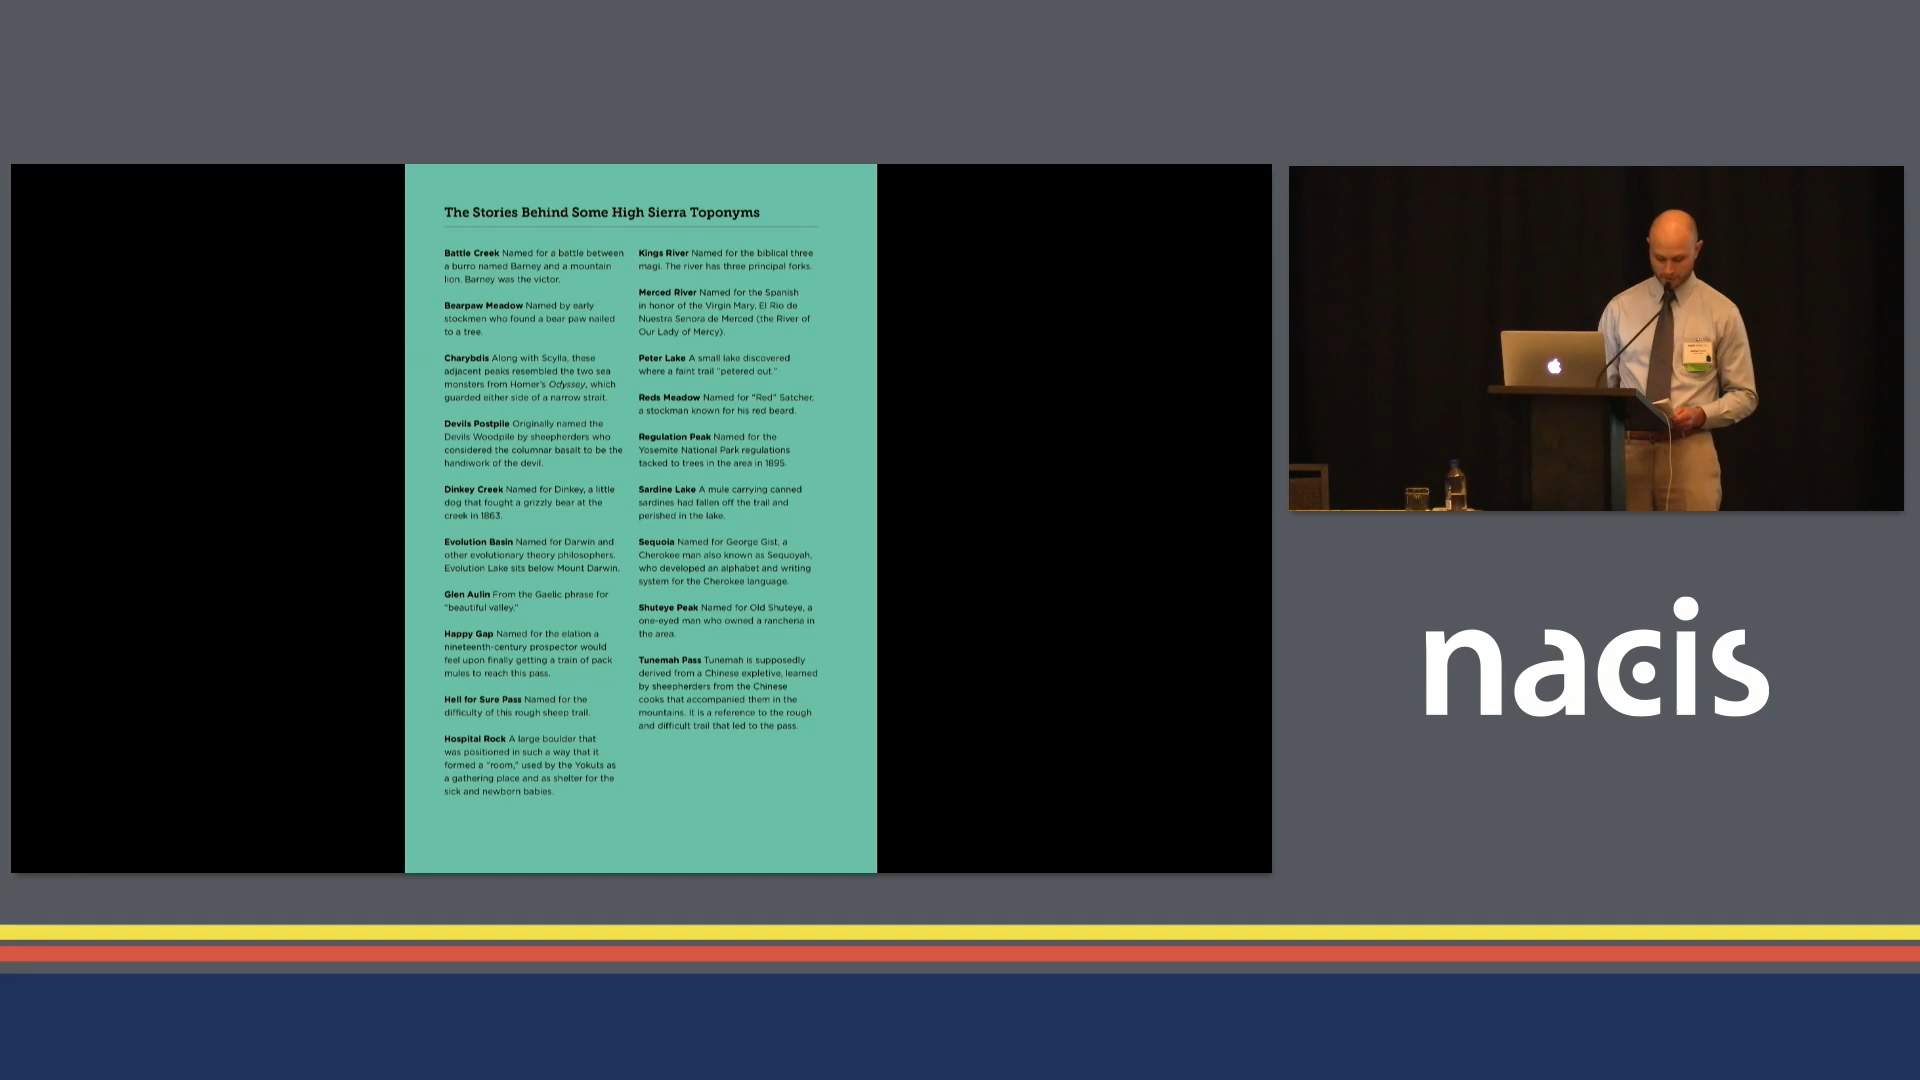 The Stories Behind Some High Sierra Toponyms
Battle Creek Named for a battle between
a burro named Barney and a mountain
lion. Barney was the victor.
Bearpaw Meadow Named by early
stockmen who found a bear paw nailed
to a tree.
Charybdis Along with Scylla, these
adjacent peaks resembled the two sea
monsters from Homer's Odyssey, which
guarded either side of a narrow strait.
Devils Postpile Originally named the
Devils Woodpile by sheepherders who
considered the columnar basalt to be the
handiwork of the devil.
Dinkey Creek Named for Dinkey, a little
dog that fought a grizzly bear at the
creek in 1863.
Evolution Basin Named for Darwin and
other evolutionary theory philosophers.
Evolution Lake sits below Mount Darwin.
Glen Aulin From the Gaelic phrase for
"beautiful valley."
Happy Gap Named for the elation a
nineteenth-century prospector would
feel upon finally getting a train of pack
mules to reach this pass.
Hell for Sure Pass Named for the
difficulty of this rough sheep trail.
Hospital Rock A large boulder that
was positioned in such a way that it
formed a "room," used by the Yokuts as
a gathering place and as shelter for the
sick and newborn babies.
Kings River Named for the biblical three
magi. The river has three principal forks.
Merced River Named for the Spanish
in honor of the Virgin Mary, El Rio de
Nuestra Senora de Merced (the River of
Our Lady of Mercy).
Peter Lake A small lake discovered
where a faint trail "petered out."
Reds Meadow Named for "Red" Satcher,
a stockman known for his red beard.
Regulation Peak Named for the
Yosemite National Park regulations
tacked to trees in the area in 1895.
Sardine Lake A mule carrying canned
sardines had fallen off the trail and
perished in the lake.
Sequoia Named for George Gist, a
Cherokee man also known as Sequoyah,
who developed an alphabet and writing
system for the Cherokee language.
Shuteye Peak Named for Old Shuteye, a
one-eyed man who owned a rancheria in
the area.
Tunemah Pass Tunemah is supposedly
derived from a Chinese expletive, learned
by sheepherders from the Chinese
cooks that accompanied them in the
mountains. It is a reference to the rough
and difficult trail that led to the pass.
nacis